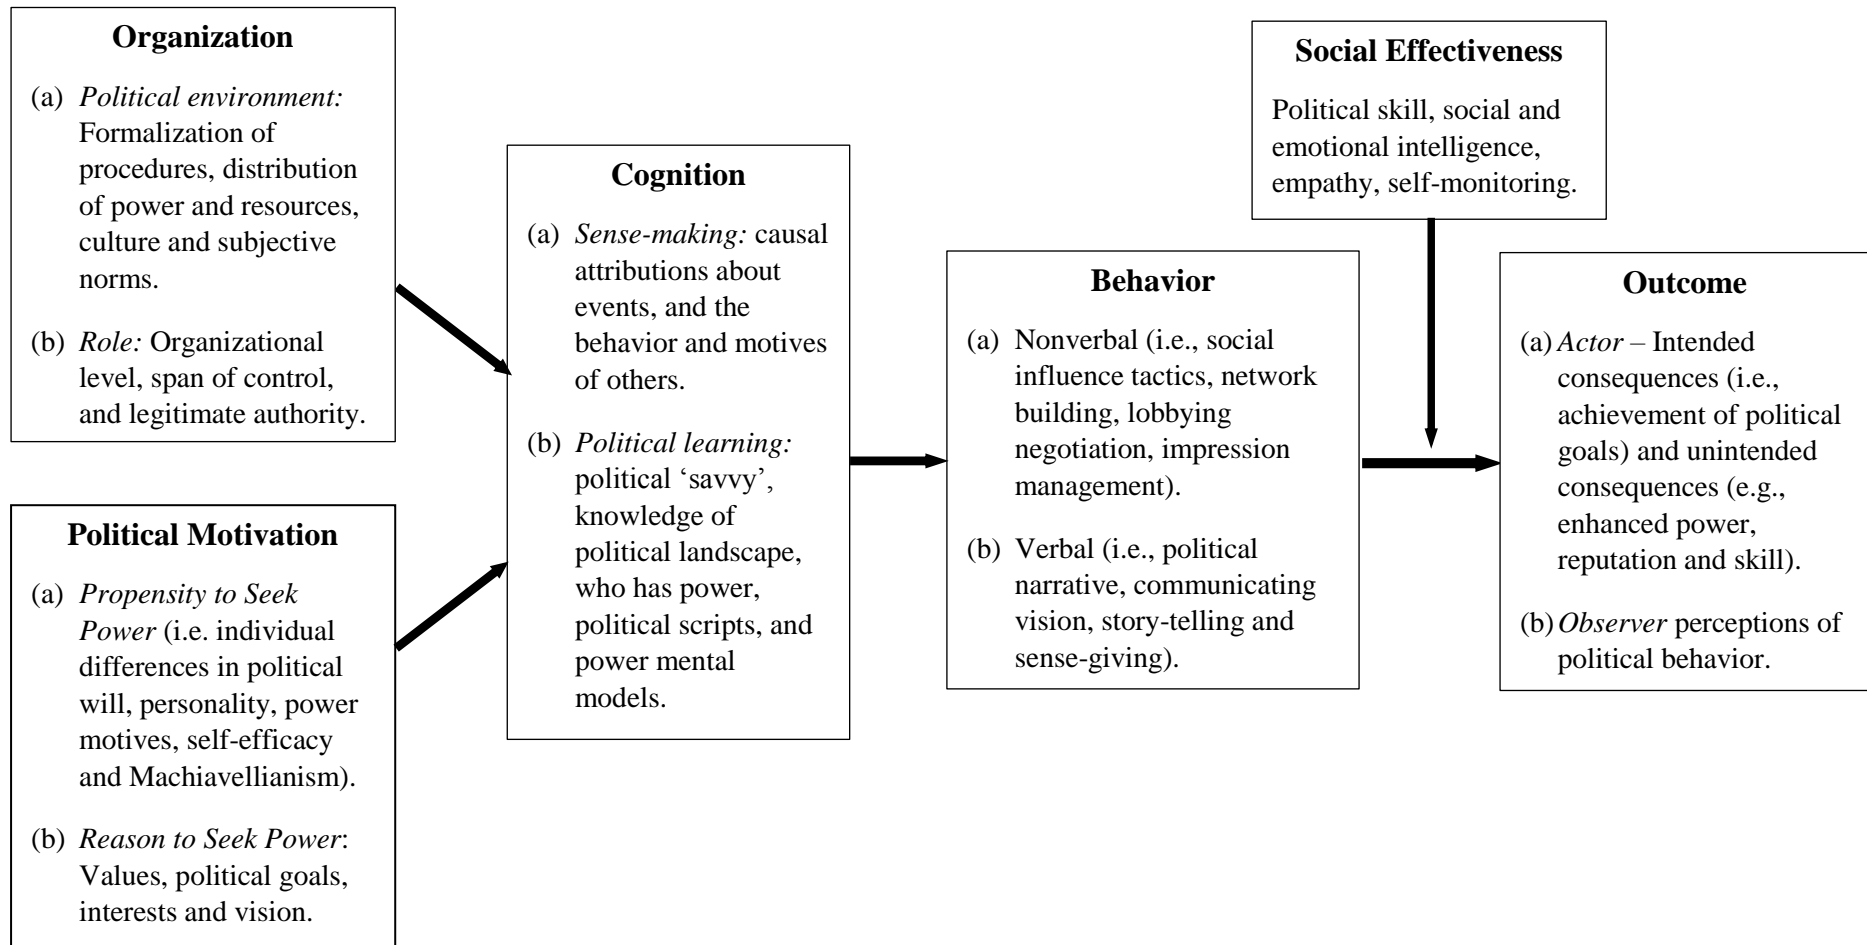 Organization
(a) Political environment:
Formalization of
procedures, distribution
of power and resources,
culture and subjective
norms.
(b) Role: Organizational
level, span of control,
and legitimate authority.
Political Motivation
(a) Propensity to Seek
Power (i.e. individual
differences in political
will, personality, power
motives, self-efficacy
and Machiavellianism).
(b) Reason to Seek Power:
Values, political goals,
interests and vision.
Cognition
(a) Sense-making: causal
attributions about
events, and the
behavior and motives
of others.
(b) Political learning:
political ‘savvy’,
knowledge of
political landscape,
who has power,
political scripts, and
power mental
models.
Behavior
(a) Nonverbal (i.e., social
influence tactics, network
building, lobbying
negotiation, impression
management).
(b) Verbal (i.e., political
narrative, communicating
vision, story-telling and
sense-giving).
Social Effectiveness
Political skill, social and
emotional intelligence,
empathy, self-monitoring.
Outcome
(a) Actor – Intended
consequences (i.e.,
achievement of political
goals) and unintended
consequences (e.g.,
enhanced power,
reputation and skill).
(b) Observer perceptions of
political behavior.